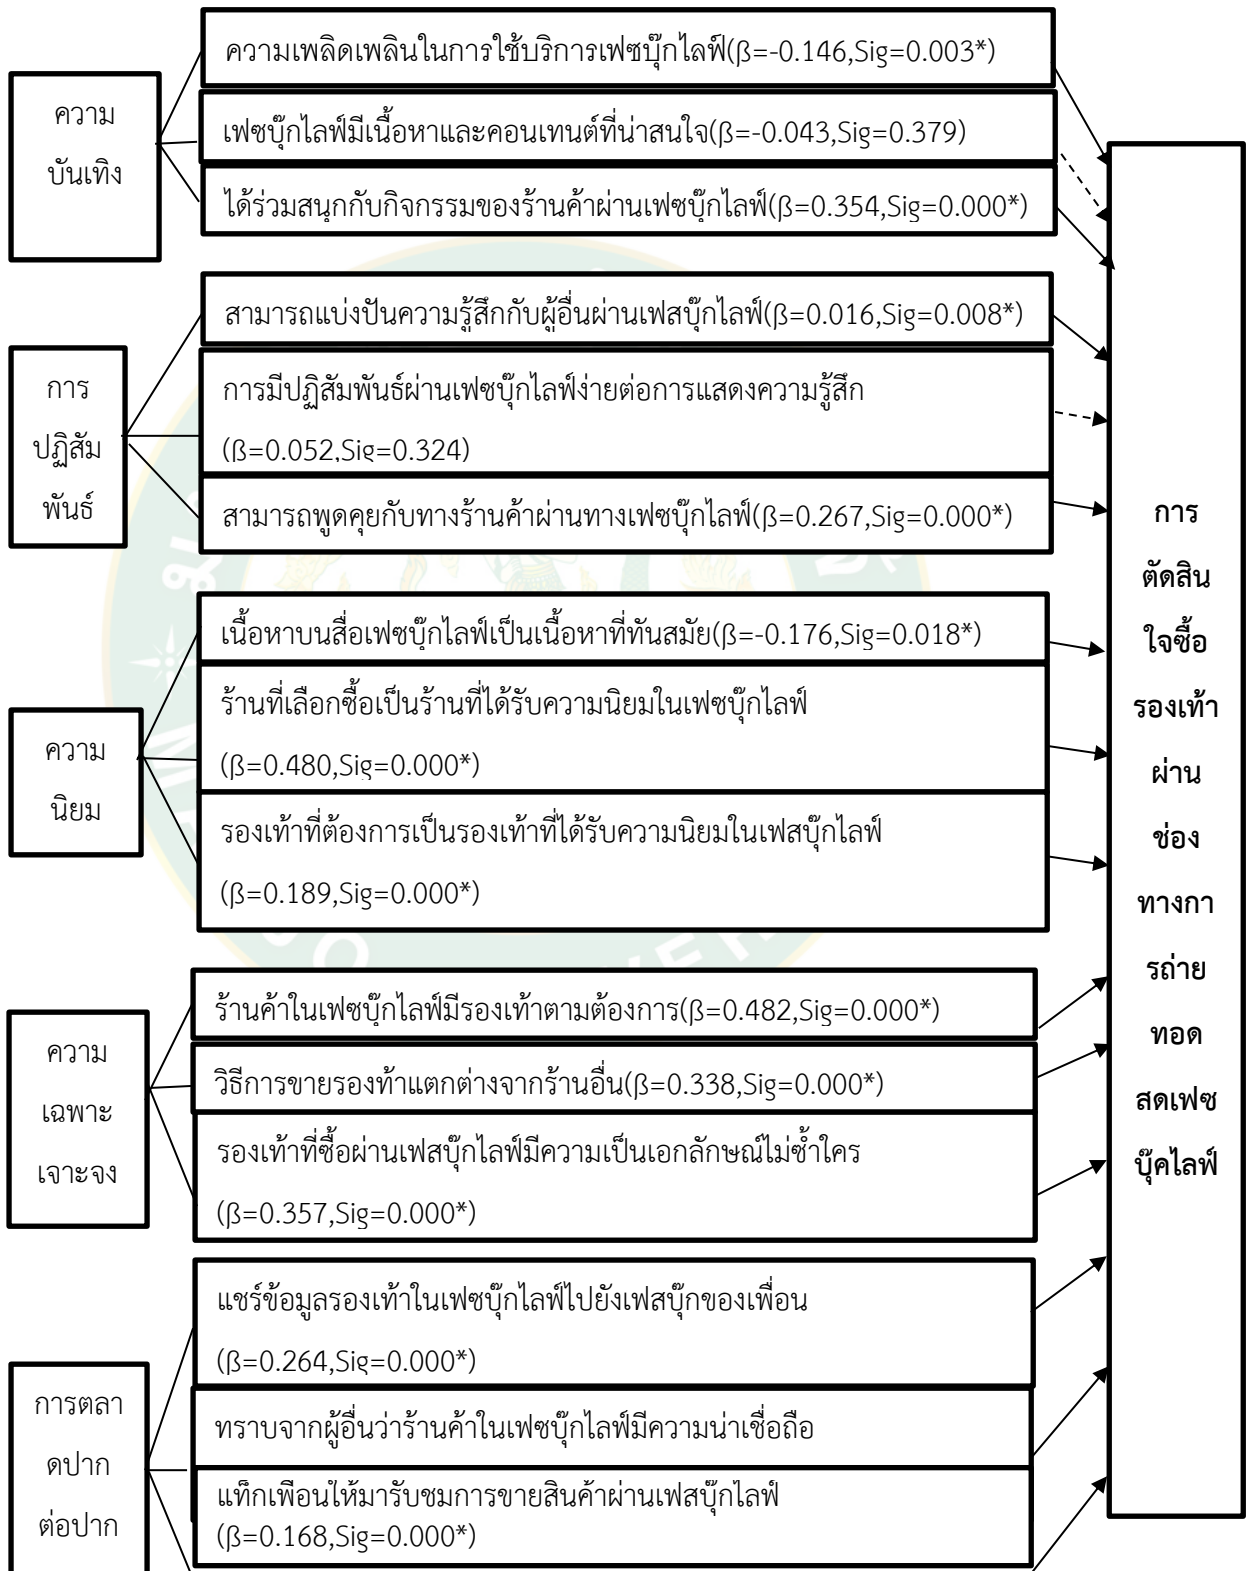 ความเพลิดเพลินในการใช้บริการเฟซบุ๊กไลฟ์(β=-0.146,Sig=0.003*)
ความ
บันเทิง
เฟซบุ๊กไลฟ์มีเนื้อหาและคอนเทนต์ที่น่าสนใจ(β=-0.043,Sig=0.379)
ได้ร่วมสนุกกับกิจกรรมของร้านค้าผ่านเฟซบุ๊กไลฟ์(β=0.354,Sig=0.000*)
สามารถแบ่งปันความรู้สึกกับผู้อื่นผ่านเฟสบุ๊กไลฟ์(β=0.016,Sig=0.008*)
การ
ปฏิสัม
พันธ์
การมีปฏิสัมพันธ์ผ่านเฟซบุ๊กไลฟ์ง่ายต่อการแสดงความรู้สึก
(β=0.052,Sig=0.324)
สามารถพูดคุยกับทางร้านค้าผ่านทางเฟซบุ๊กไลฟ์(β=0.267,Sig=0.000*)
เนื้อหาบนสื่อเฟซบุ๊กไลฟ์เป็นเนื้อหาที่ทันสมัย(β=-0.176,Sig=0.018*)
ความ
นิยม
ร้านที่เลือกซื้อเป็นร้านที่ได้รับความนิยมในเฟซบุ๊กไลฟ์
(β=0.480,Sig=0.000*)
รองเท้าที่ต้องการเป็นรองเท้าที่ได้รับความนิยมในเฟสบุ๊กไลฟ์
(β=0.189,Sig=0.000*)
ร้านค้าในเฟซบุ๊กไลฟ์มีรองเท้าตามต้องการ(β=0.482,Sig=0.000*)
ความ
เฉพาะ
เจาะจง
วิธีการขายรองท้าแตกต่างจากร้านอื่น(β=0.338,Sig=0.000*)
รองเท้าที่ซื้อผ่านเฟสบุ๊กไลฟ์มีความเป็นเอกลักษณ์ไม่ซ้ำใคร
(β=0.357,Sig=0.000*)
แชร์ข้อมูลรองเท้าในเฟซบุ๊กไลฟ์ไปยังเฟสบุ๊กของเพื่อน
(β=0.264,Sig=0.000*)
การตลา
ดปาก
ต่อปาก
ทราบจากผู้อื่นว่าร้านค้าในเฟซบุ๊กไลฟ์มีความน่าเชื่อถือ
แท็กเพื่อนให้มารับชมการขายสินค้าผ่านเฟสบุ๊กไลฟ์
(β=0.168,Sig=0.000*)
การ
ตัดสิน
ใจซื้อ
รองเท้า
ผ่าน
ช่อง
ทางกา
รถ่าย
ทอด
สดเฟซ
บุ๊คไลฟ์